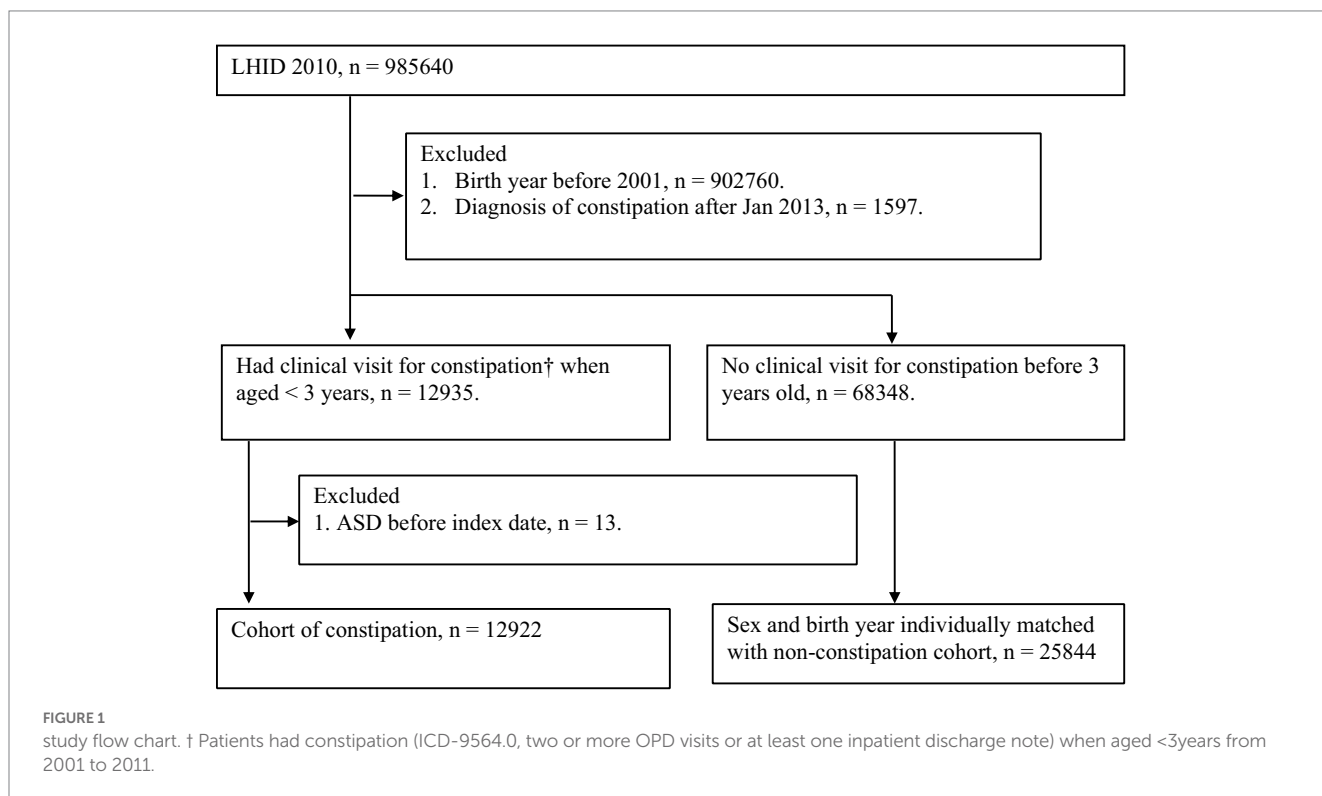 LHID 2010, n = 985640
Excluded
1. Birth year before 2001, n = 902760.
2. Diagnosis of constipation after Jan 2013, n = 1597.
Had clinical visit for constipation† when
aged < 3 years, n = 12935.
No clinical visit for constipation before 3
years old, n = 68348.
Excluded
1. ASD before index date, n = 13.
Cohort of constipation, n = 12922
Sex and birth year individually matched
with non-constipation cohort, n = 25844
FIGURE 1
study flow chart. † Patients had constipation (ICD-9564.0, two or more OPD visits or at least one inpatient discharge note) when aged <3years from
2001 to 2011.